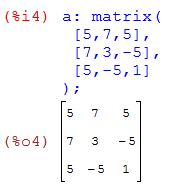 (%i4) a: matrix(
[5,7,5],
[7,3,-5],
[5,-5,1]
);
(%o4)
5 7 5
7 3 -5
5 -5 1